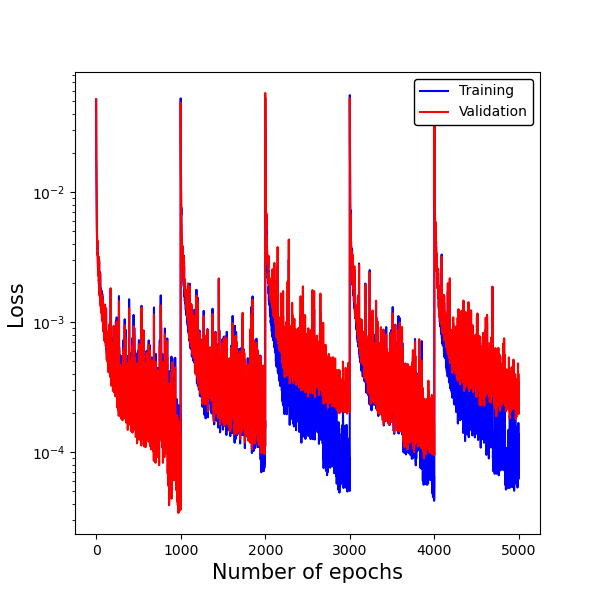 Training
Validation
Loss
10⁻²
10⁻³
10⁻⁴
0 1000 2000 3000 4000 5000
Number of epochs